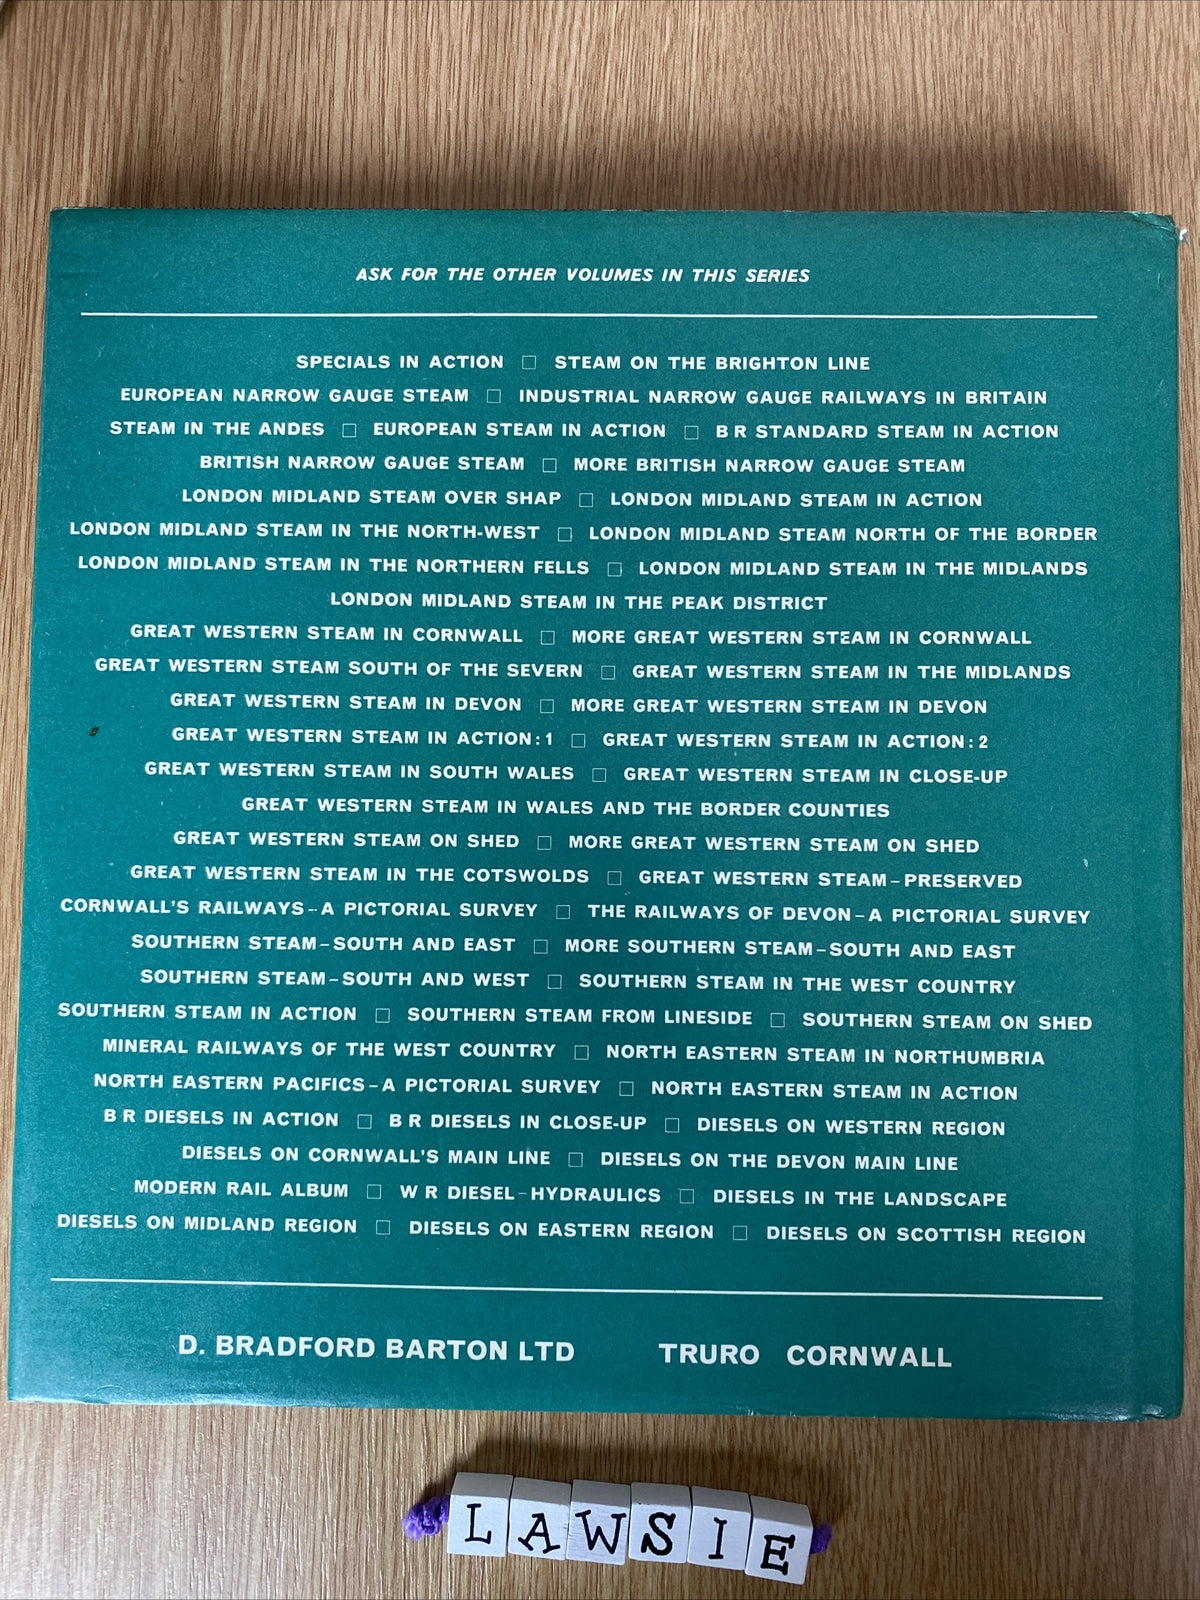 ASK FOR THE OTHER VOLUMES IN THIS SERIES
SPECIALS IN ACTION □ STEAM ON THE BRIGHTON LINE
EUROPEAN NARROW GAUGE STEAM □ INDUSTRIAL NARROW GAUGE RAILWAYS IN BRITAIN
STEAM IN THE ANDES □ EUROPEAN STEAM IN ACTION □ B R STANDARD STEAM IN ACTION
BRITISH NARROW GAUGE STEAM □ MORE BRITISH NARROW GAUGE STEAM
LONDON MIDLAND STEAM OVER SHAP □ LONDON MIDLAND STEAM IN ACTION
LONDON MIDLAND STEAM IN THE NORTH-WEST □ LONDON MIDLAND STEAM NORTH OF THE BORDER
LONDON MIDLAND STEAM IN THE NORTHERN FELLS □ LONDON MIDLAND STEAM IN THE MIDLANDS
LONDON MIDLAND STEAM IN THE PEAK DISTRICT
GREAT WESTERN STEAM IN CORNWALL □ MORE GREAT WESTERN STEAM IN CORNWALL
GREAT WESTERN STEAM SOUTH OF THE SEVERN □ GREAT WESTERN STEAM IN THE MIDLANDS
GREAT WESTERN STEAM IN DEVON □ MORE GREAT WESTERN STEAM IN DEVON
GREAT WESTERN STEAM IN ACTION:1 □ GREAT WESTERN STEAM IN ACTION:2
GREAT WESTERN STEAM IN SOUTH WALES □ GREAT WESTERN STEAM IN CLOSE-UP
GREAT WESTERN STEAM IN WALES AND THE BORDER COUNTIES
GREAT WESTERN STEAM ON SHED □ MORE GREAT WESTERN STEAM ON SHED
GREAT WESTERN STEAM IN THE COTSWOLDS □ GREAT WESTERN STEAM–PRESERVED
CORNWALL'S RAILWAYS–A PICTORIAL SURVEY □ THE RAILWAYS OF DEVON–A PICTORIAL SURVEY
SOUTHERN STEAM–SOUTH AND EAST □ MORE SOUTHERN STEAM–SOUTH AND EAST
SOUTHERN STEAM–SOUTH AND WEST □ SOUTHERN STEAM IN THE WEST COUNTRY
SOUTHERN STEAM IN ACTION □ SOUTHERN STEAM FROM LINESIDE □ SOUTHERN STEAM ON SHED
MINERAL RAILWAYS OF THE WEST COUNTRY □ NORTH EASTERN STEAM IN NORTHUMBRIA
NORTH EASTERN PACIFICS–A PICTORIAL SURVEY □ NORTH EASTERN STEAM IN ACTION
B R DIESELS IN ACTION □ B R DIESELS IN CLOSE-UP □ DIESELS ON WESTERN REGION
DIESELS ON CORNWALL'S MAIN LINE □ DIESELS ON THE DEVON MAIN LINE
MODERN RAIL ALBUM □ W R DIESEL–HYDRAULICS □ DIESELS IN THE LANDSCAPE
DIESELS ON MIDLAND REGION □ DIESELS ON EASTERN REGION □ DIESELS ON SCOTTISH REGION
D. BRADFORD BARTON LTD TRURO CORNWALL
LAWSIE